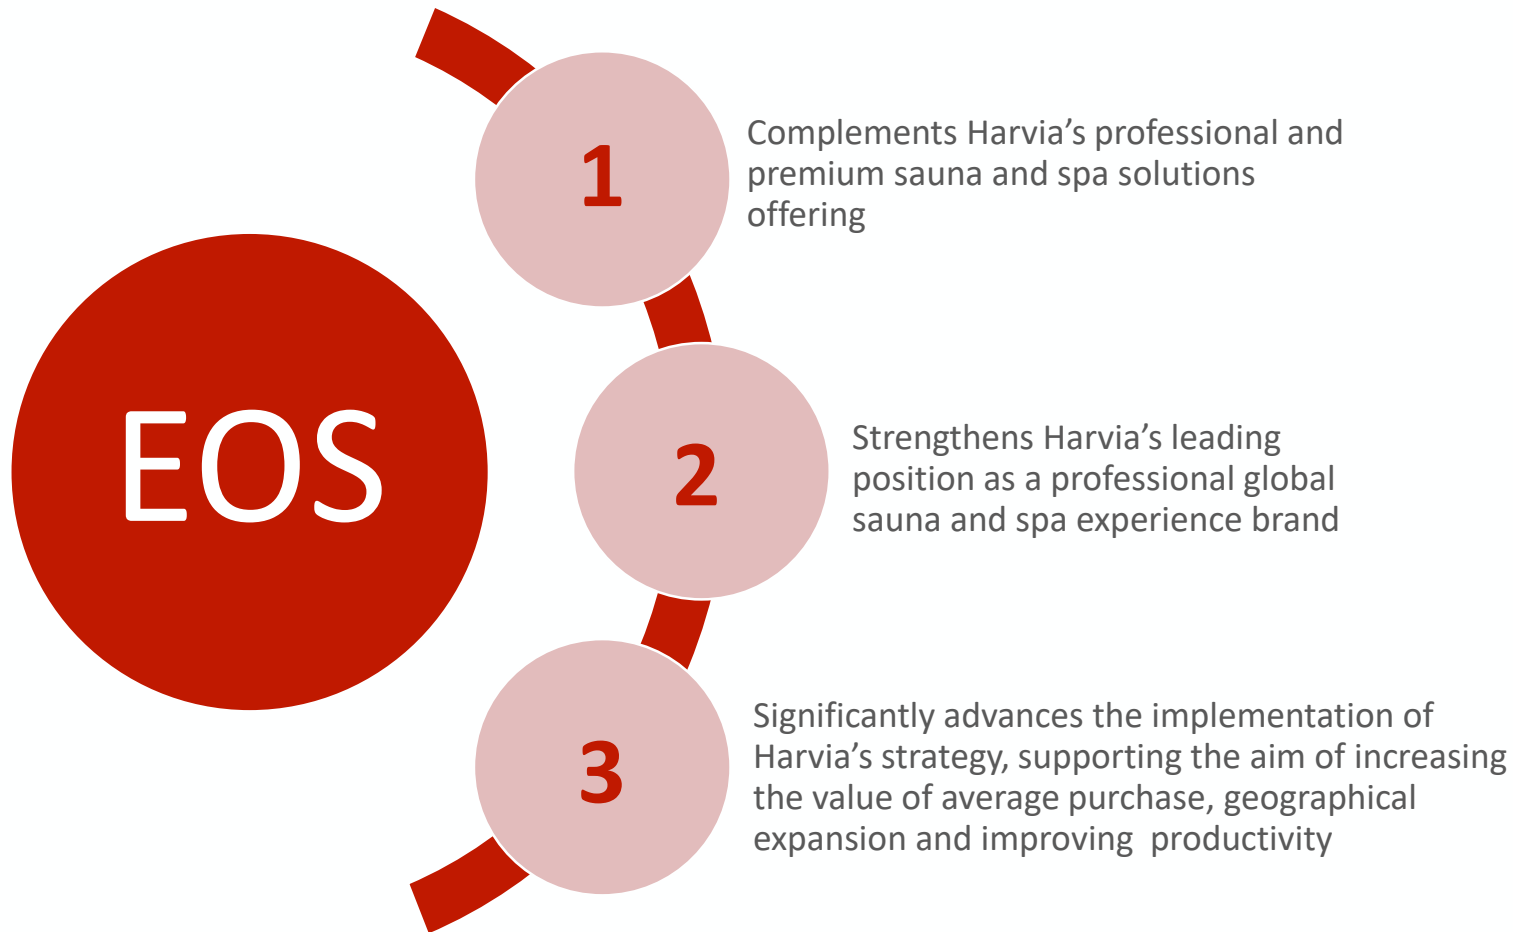 EOS
1
Complements Harvia’s professional and
premium sauna and spa solutions
offering
2
Strengthens Harvia’s leading
position as a professional global
sauna and spa experience brand
3
Significantly advances the implementation of
Harvia’s strategy, supporting the aim of increasing
the value of average purchase, geographical
expansion and improving  productivity